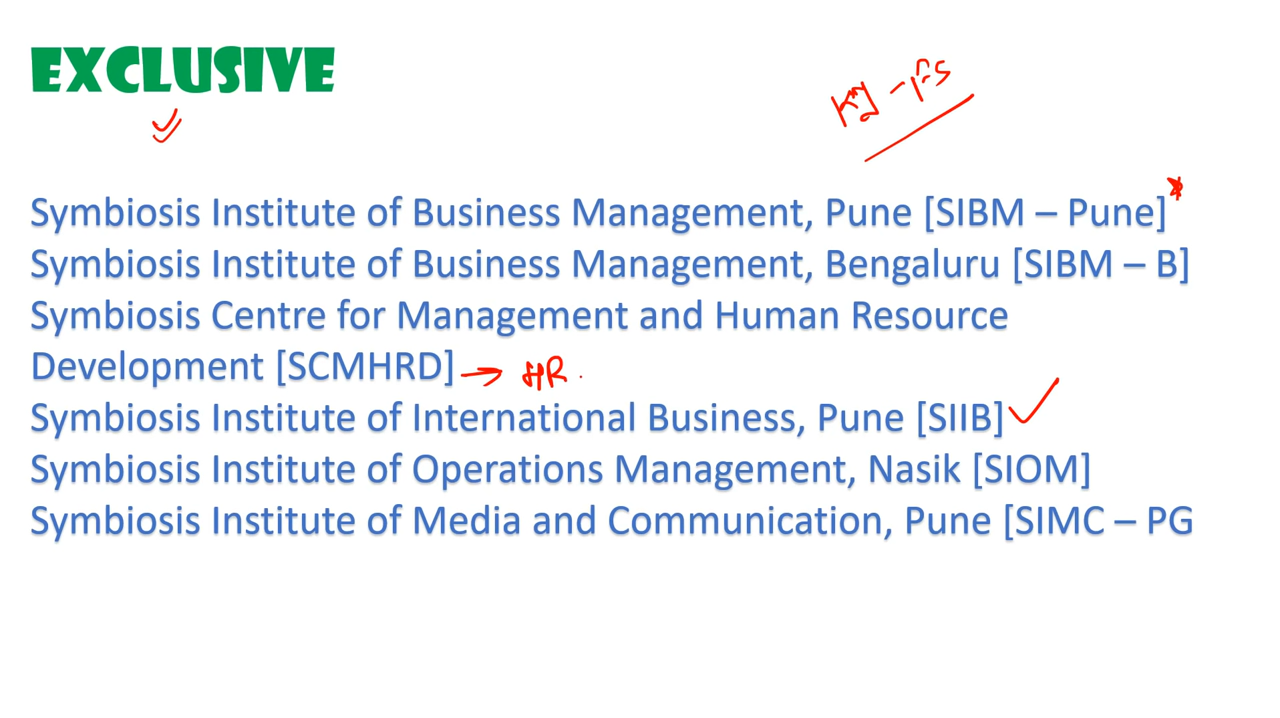 EXCLUSIVE
Symbiosis Institute of Business Management, Pune [SIBM – Pune]*
Symbiosis Institute of Business Management, Bengaluru [SIBM – B]
Symbiosis Centre for Management and Human Resource
Development [SCMHRD] → HR
Symbiosis Institute of International Business, Pune [SIIB]
Symbiosis Institute of Operations Management, Nasik [SIOM]
Symbiosis Institute of Media and Communication, Pune [SIMC – PG